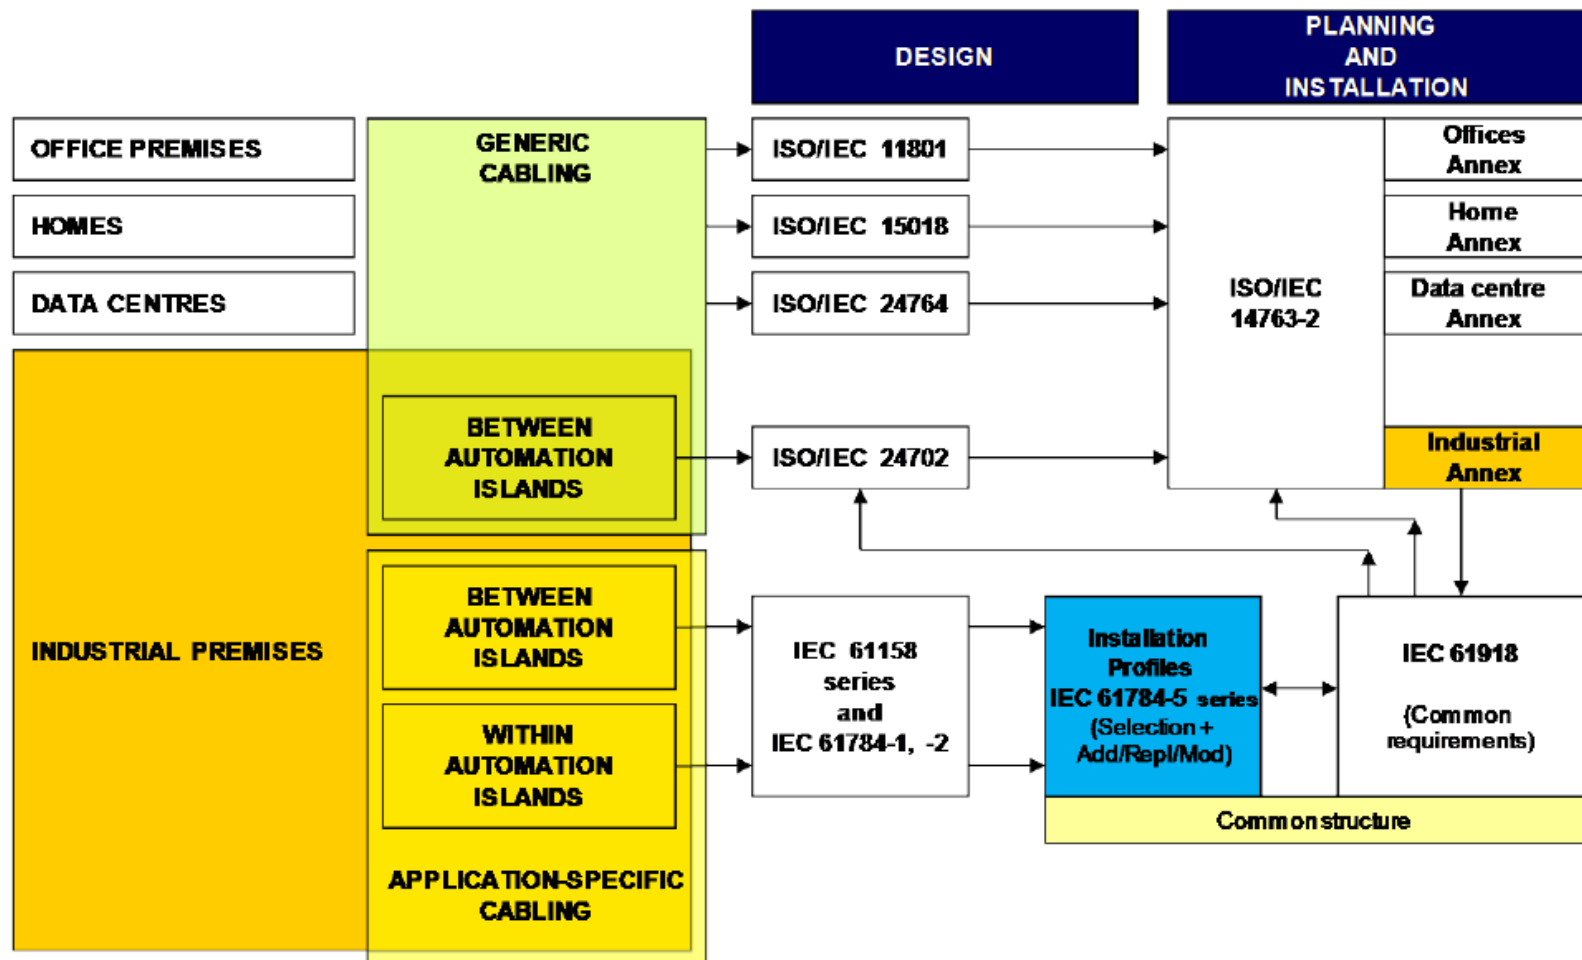 DESIGN
PLANNING
AND
INSTALLATION
OFFICE PREMISES
GENERIC
CABLING
ISO/IEC 11801
Offices
Annex
HOMES
ISO/IEC 15018
Home
Annex
DATA CENTRES
ISO/IEC 24764
ISO/IEC
14763-2
Data centre
Annex
BETWEEN
AUTOMATION
ISLANDS
ISO/IEC 24702
Industrial
Annex
INDUSTRIAL PREMISES
BETWEEN
AUTOMATION
ISLANDS
WITHIN
AUTOMATION
ISLANDS
APPLICATION-SPECIFIC
CABLING
IEC 61158
series
and
IEC 61784-1, -2
Installation
Profiles
IEC 61784-5 series
(Selection +
Add/Repl/Mod)
IEC 61918
(Common
requirements)
Common structure